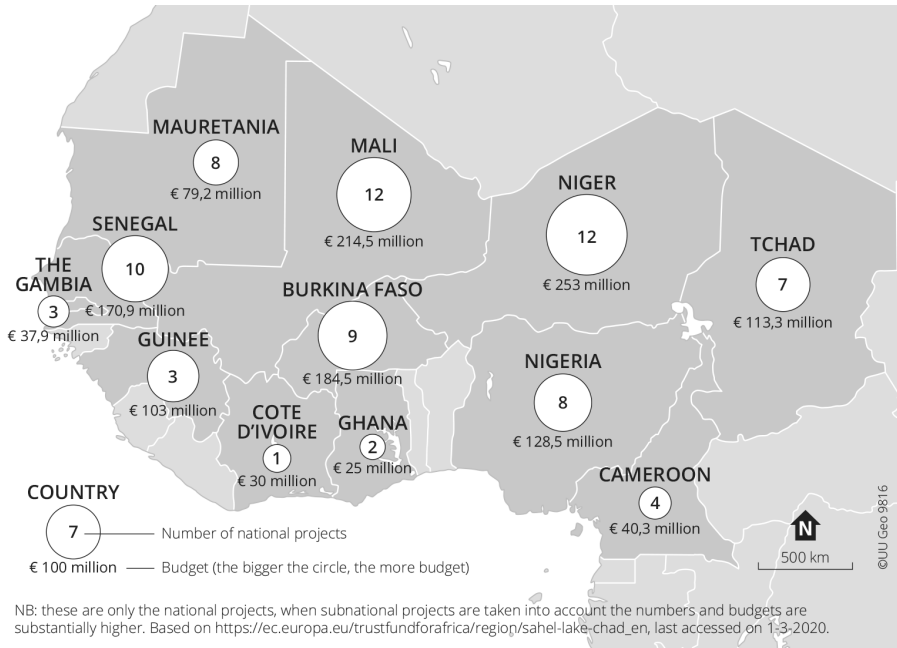 MAURETANIA
8
€ 79,2 million
MALI
12
€ 214,5 million
NIGER
12
€ 253 million
TCHAD
7
€ 113,3 million
SENEGAL
10
€ 170,9 million
THE
GAMBIA
3
€ 37,9 million
BURKINA FASO
9
€ 184,5 million
GUINEE
3
€ 103 million
NIGERIA
8
€ 128,5 million
COTE
D'IVOIRE
1
€ 30 million
GHANA
2
€ 25 million
CAMEROON
4
€ 40,3 million
COUNTRY
7
Number of national projects
€ 100 million
Budget (the bigger the circle, the more budget)
N
500 km
©UU Geo 9816
NB: these are only the national projects, when subnational projects are taken into account the numbers and budgets are
substantially higher. Based on https://ec.europa.eu/trustfundforafrica/region/sahel-lake-chad_en, last accessed on 1-3-2020.